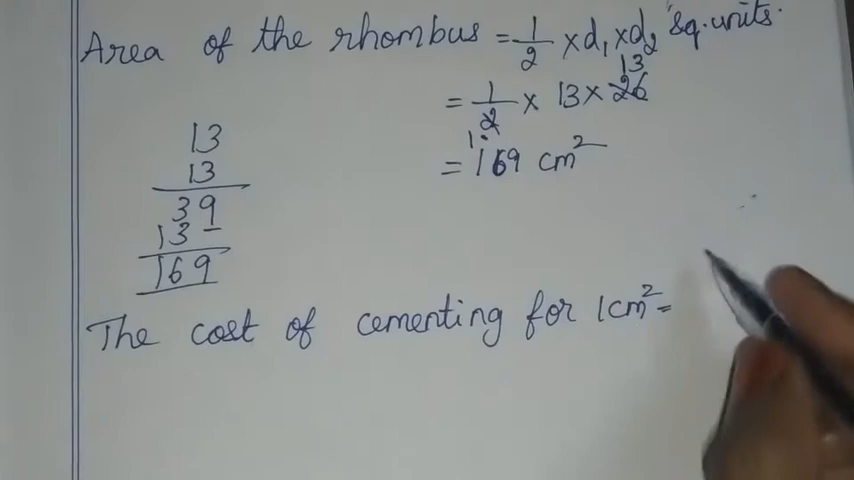 Area of the rhombus = 1/2 × d₁ × d₂ sq. units.
13
= 1/2 × 13 × 26
1
= 169 cm²
13
13
39
13 –
169
The cost of cementing for 1cm² =